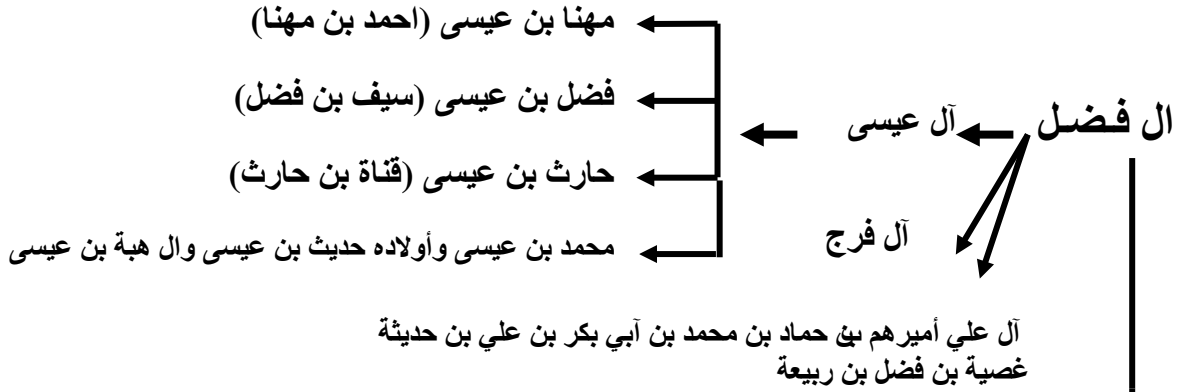 مهنا بن عيسى (احمد بن مهنا)
فضل بن عيسى (سيف بن فضل)
ال فضل
آل عيسى
حارث بن عيسى (قناة بن حارث)
آل فرج
محمد بن عيسى وأولاده حديث بن عيسى وال هبة بن عيسى
آل علي أميرهم حماد بن محمد بن آبي بكر بن علي بن حديثة
غصية بن فضل بن ربيعة